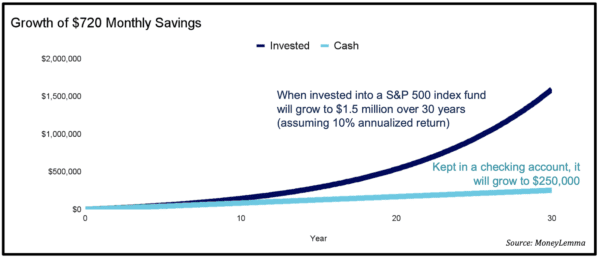 Growth of $720 Monthly Savings
Invested Cash
$2,000,000
$1,500,000
$1,000,000
$500,000
$0
When invested into a S&P 500 index fund
will grow to $1.5 million over 30 years
(assuming 10% annualized return)
Kept in a checking account, it
will grow to $250,000
0 10 20 30
Year
Source: MoneyLemma